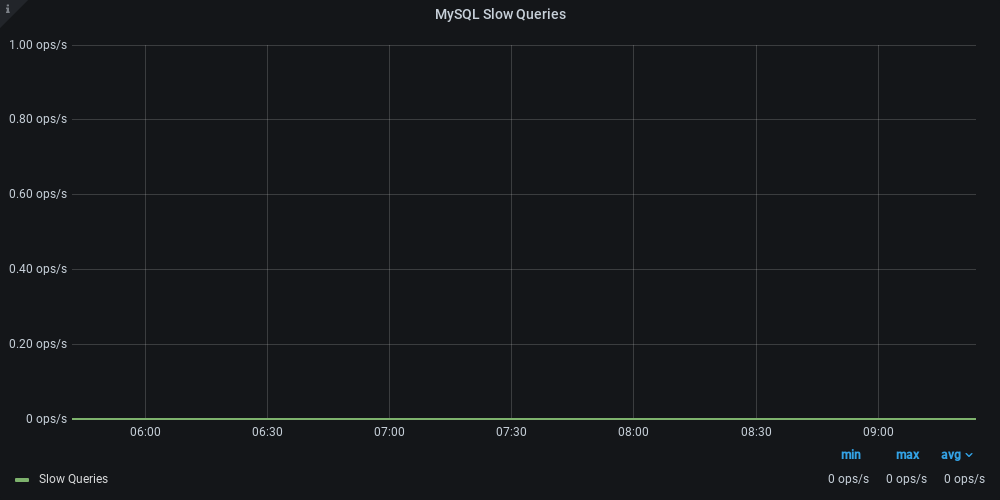 i
MySQL Slow Queries
1.00 ops/s
0.80 ops/s
0.60 ops/s
0.40 ops/s
0.20 ops/s
0 ops/s
06:00 06:30 07:00 07:30 08:00 08:30 09:00
min max avg
Slow Queries 0 ops/s 0 ops/s 0 ops/s